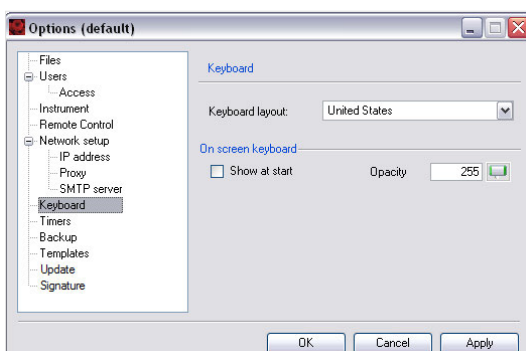 Options (default)
Files
Users
Access
Instrument
Remote Control
Network setup
IP address
Proxy
SMTP server
Keyboard
Timers
Backup
Templates
Update
Signature
Keyboard
Keyboard layout: United States
On screen keyboard
Show at start Opacity 255
OK Cancel Apply